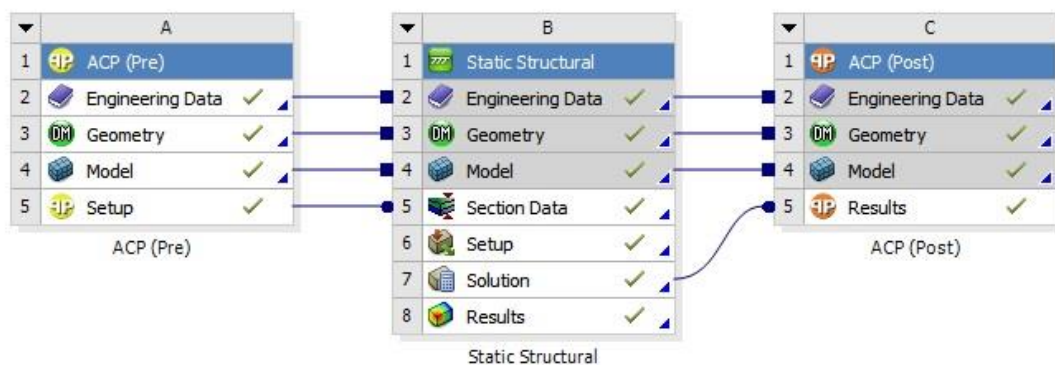 A
1 ACP (Pre)
2 Engineering Data
3 Geometry
4 Model
5 Setup
ACP (Pre)
B
1 Static Structural
2 Engineering Data
3 Geometry
4 Model
5 Section Data
6 Setup
7 Solution
8 Results
Static Structural
C
1 ACP (Post)
2 Engineering Data
3 Geometry
4 Model
5 Results
ACP (Post)